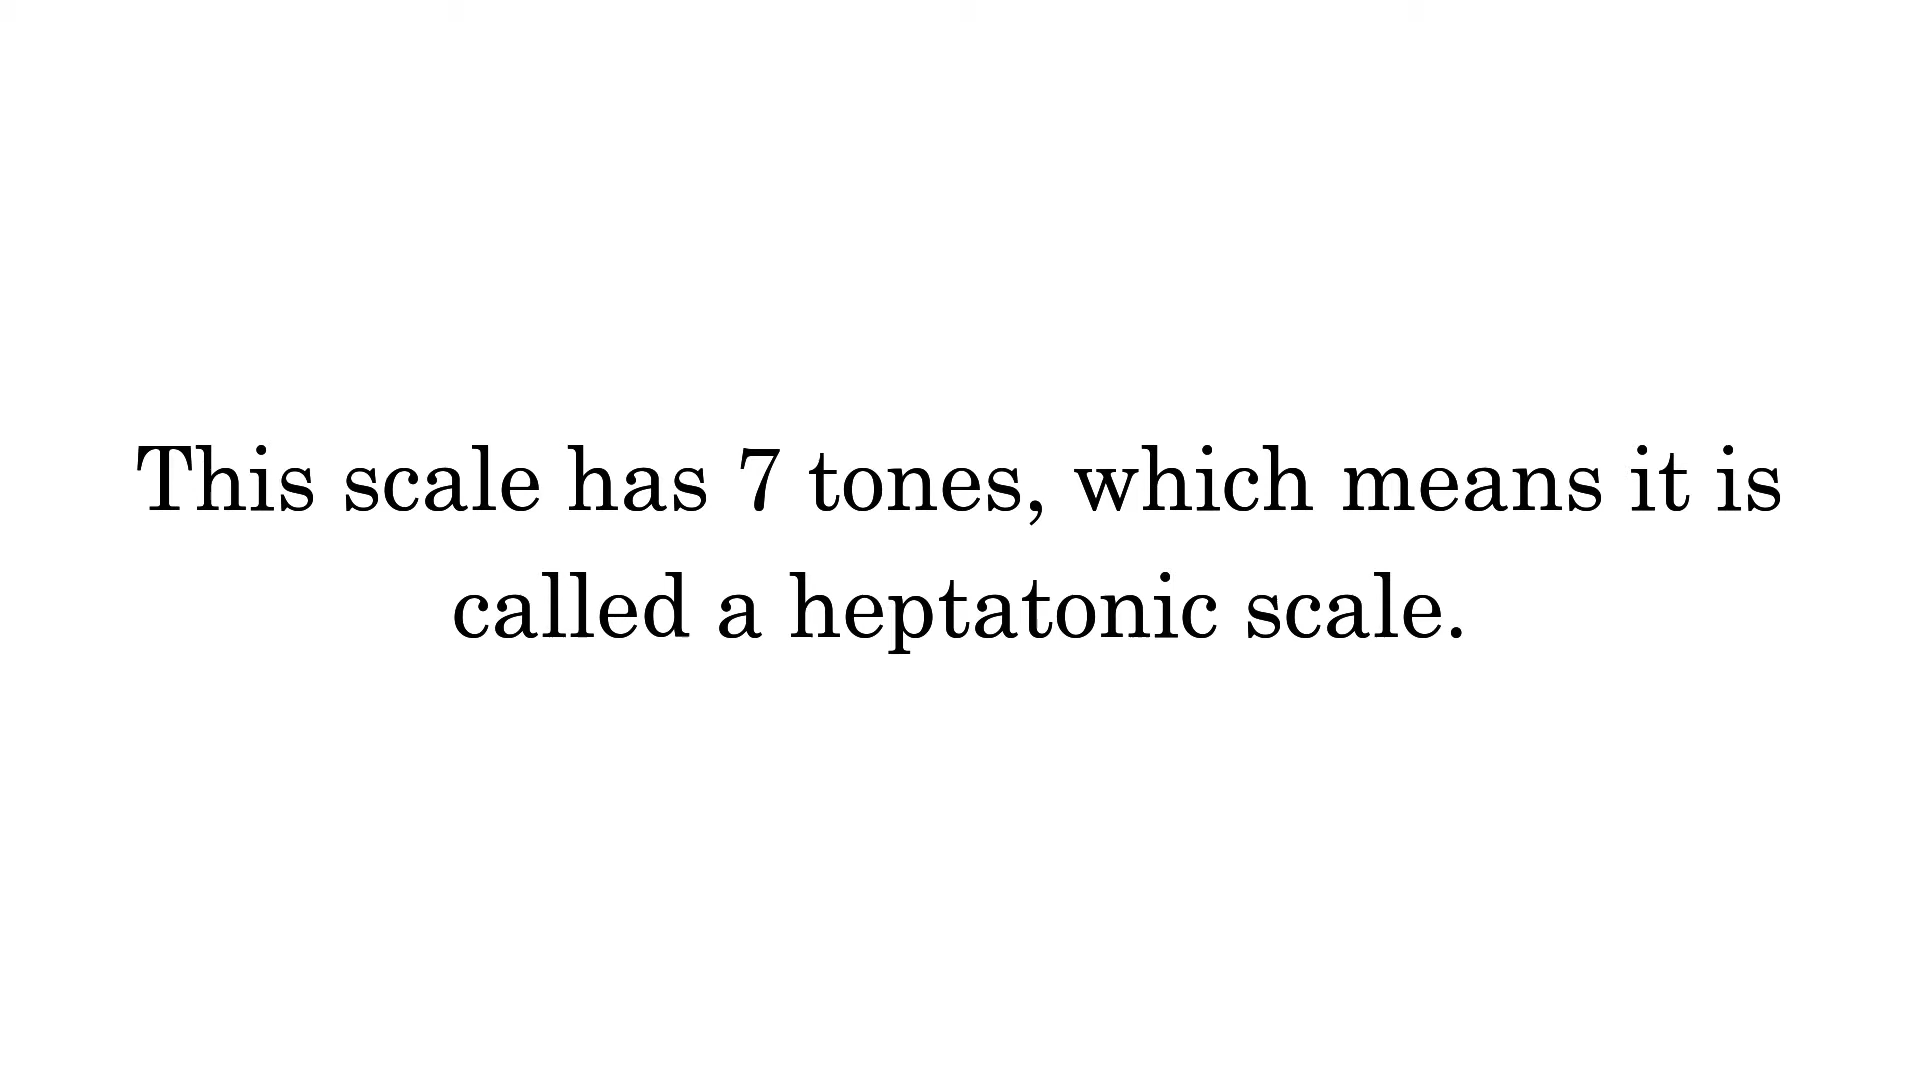 This scale has 7 tones, which means it is
called a heptatonic scale.